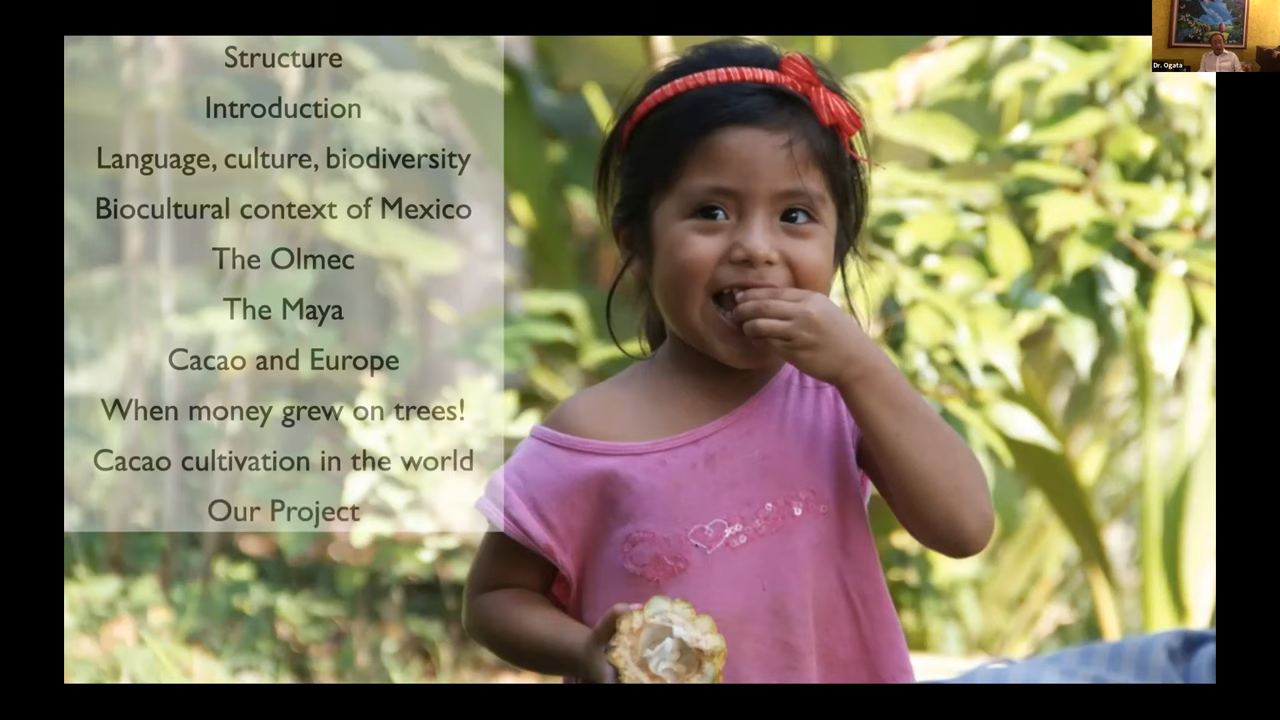 Structure
Introduction
Language, culture, biodiversity
Biocultural context of Mexico
The Olmec
The Maya
Cacao and Europe
When money grew on trees!
Cacao cultivation in the world
Our Project
Dr. Ogata